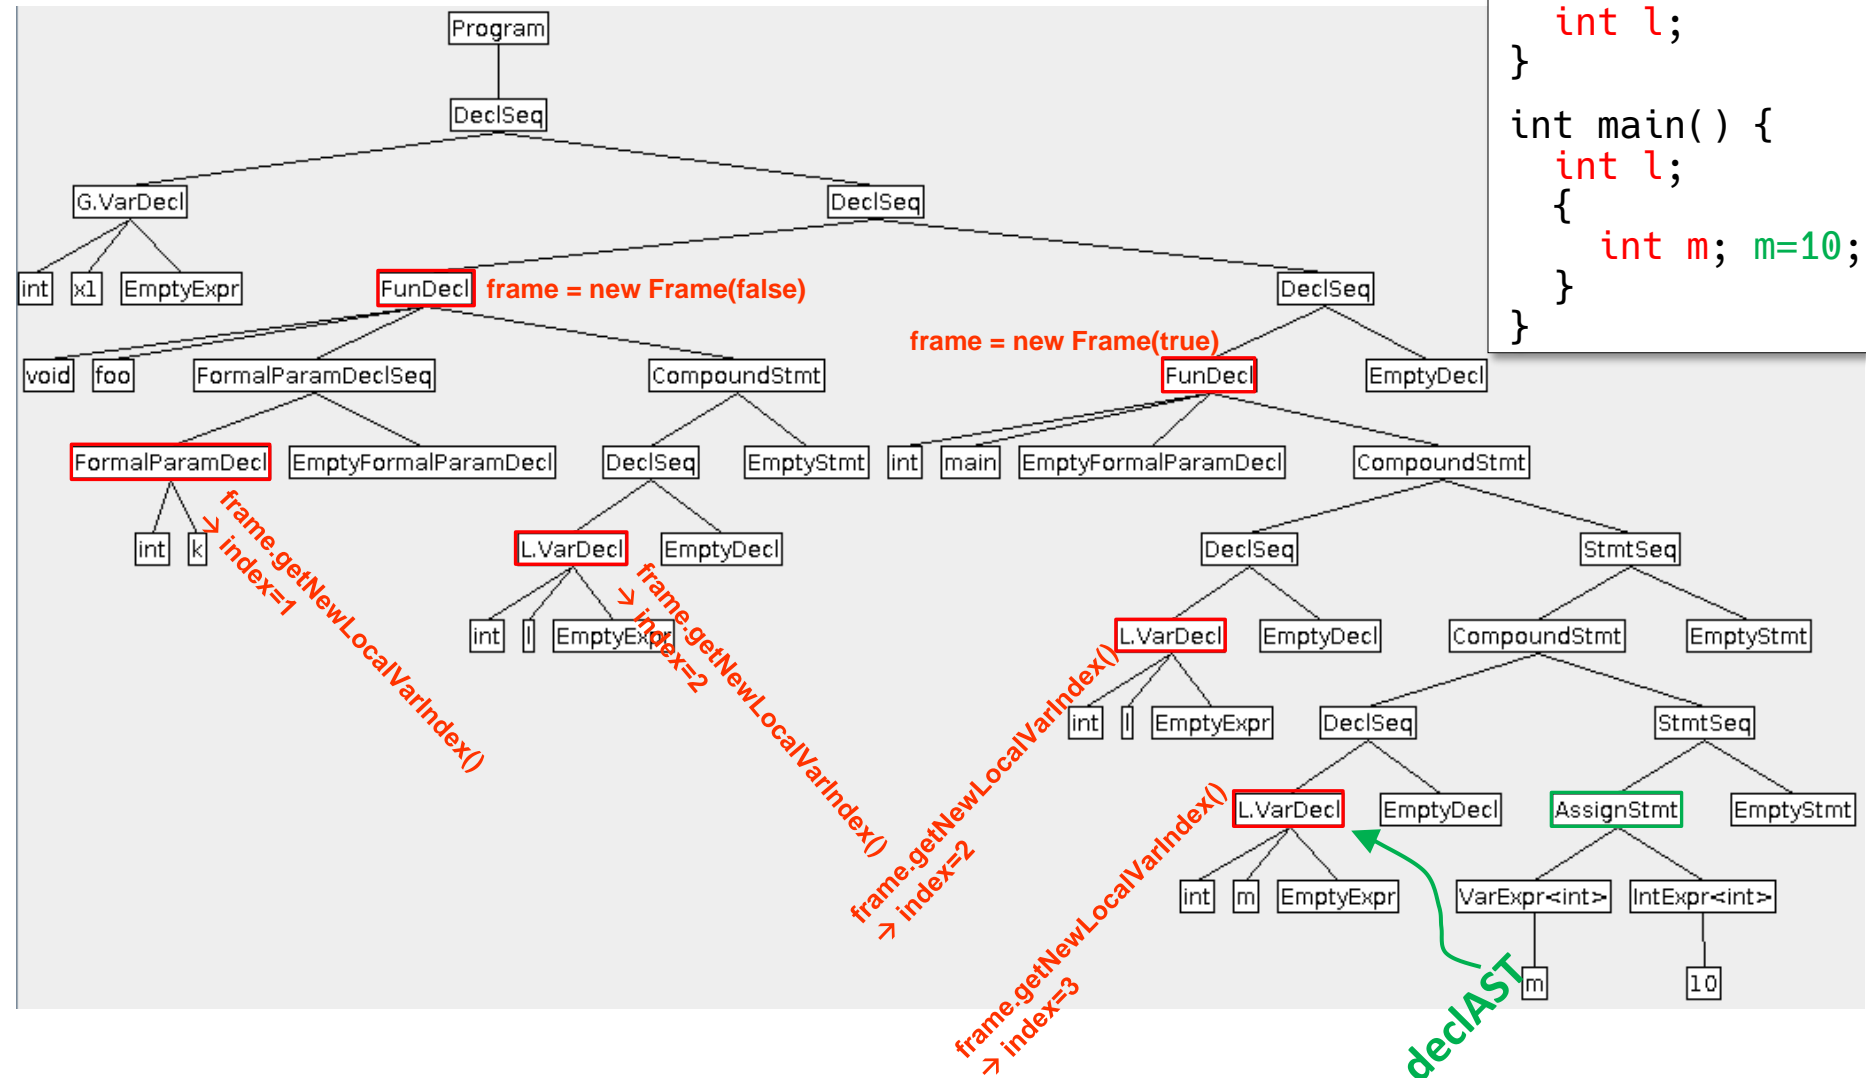 int l;
}
int main() {
int l;
{
int m; m=10;
}
}
Program
DeclSeq
G.VarDecl
DeclSeq
int
x1
EmptyExpr
FunDecl
frame = new Frame(false)
DeclSeq
frame = new Frame(true)
void
foo
FormalParamDeclSeq
CompoundStmt
FunDecl
EmptyDecl
FormalParamDecl
EmptyFormalParamDecl
DeclSeq
EmptyStmt
int
main
EmptyFormalParamDecl
CompoundStmt
int
k
frame.getNewLocalVarIndex()
→ index=1
L.VarDecl
EmptyDecl
DeclSeq
StmtSeq
int
l
EmptyExpr
frame.getNewLocalVarIndex()
→ index=2
L.VarDecl
EmptyDecl
CompoundStmt
EmptyStmt
frame.getNewLocalVarIndex()
→ index=2
int
l
EmptyExpr
DeclSeq
StmtSeq
frame.getNewLocalVarIndex()
→ index=3
L.VarDecl
EmptyDecl
AssignStmt
EmptyStmt
int
m
EmptyExpr
VarExpr<int>
IntExpr<int>
declAST
m
10